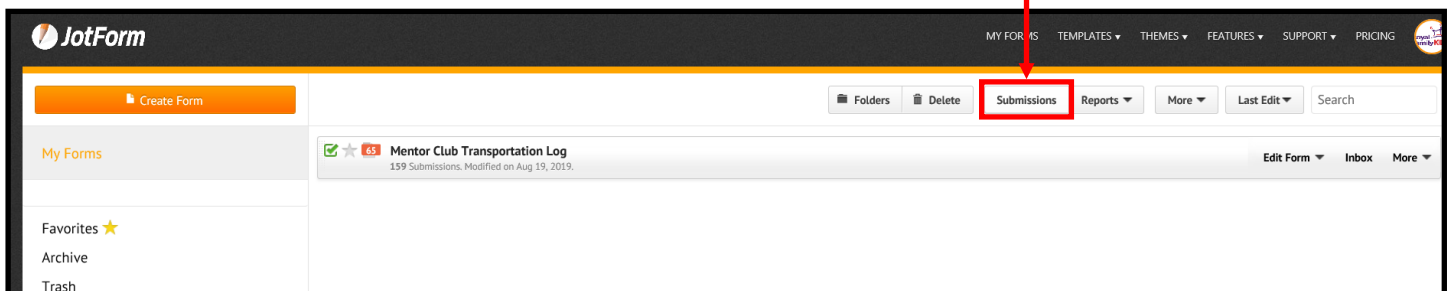 JotForm
MY FORMS TEMPLATES ▾ THEMES ▾ FEATURES ▾ SUPPORT ▾ PRICING
Create Form
Folders Delete Submissions Reports ▾ More ▾ Last Edit ▾ Search
My Forms
65 Mentor Club Transportation Log
159 Submissions. Modified on Aug 19, 2019.
Edit Form ▾ Inbox More ▾
Favorites
Archive
Trash